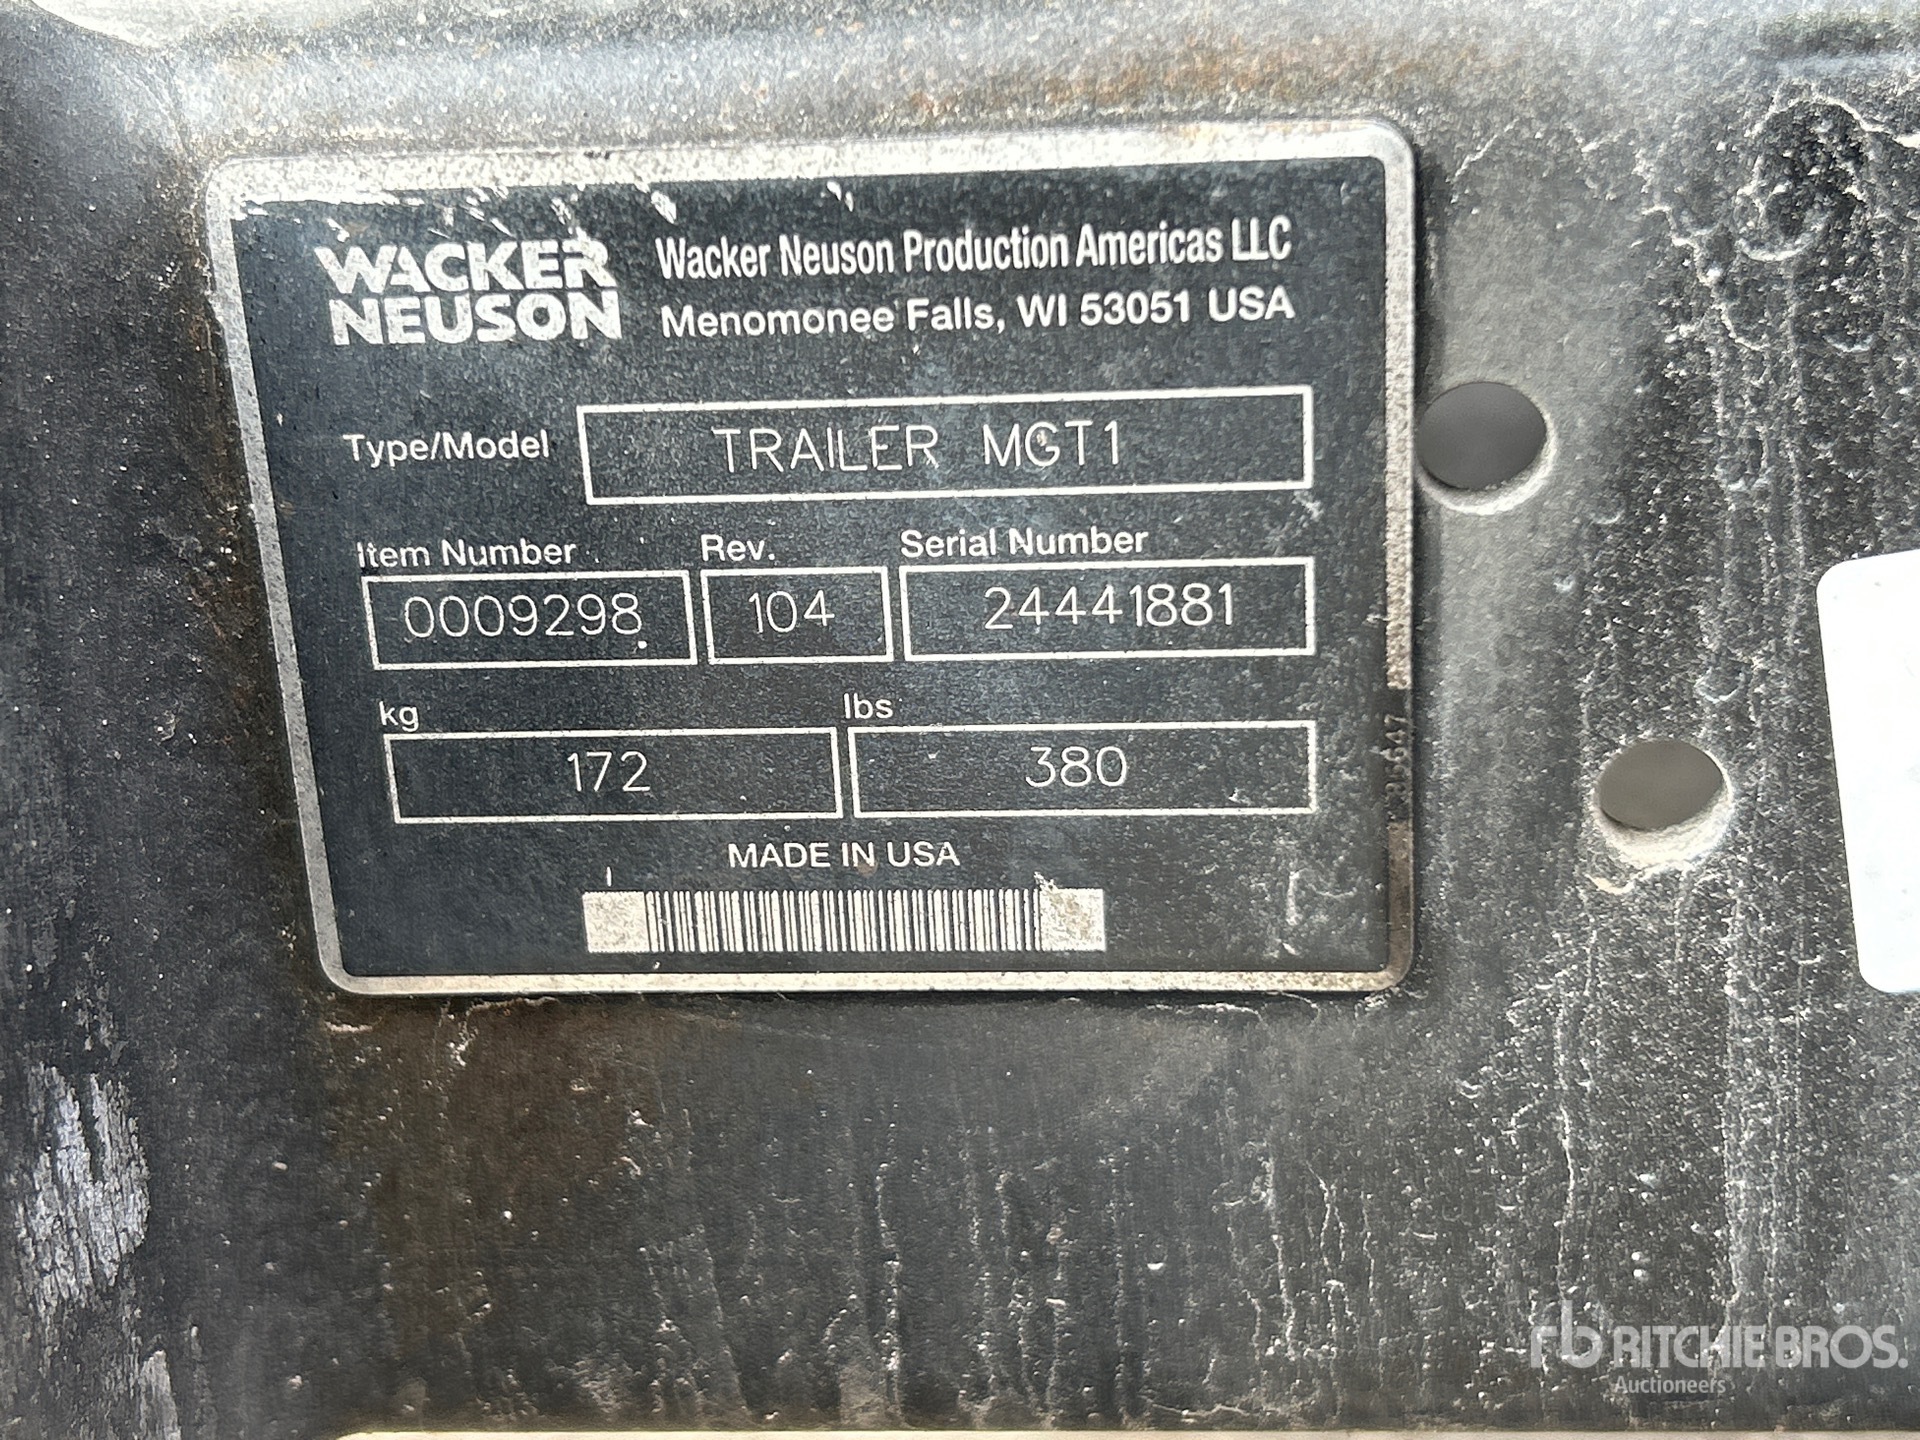 WACKER
NEUSON
Wacker Neuson Production Americas LLC
Menomonee Falls, WI 53051 USA
Type/Model TRAILER MGT1
Item Number Rev. Serial Number
0009298 104 24441881
kg lbs
172 380
MADE IN USA
rb RITCHIE BROS.
Auctioneers